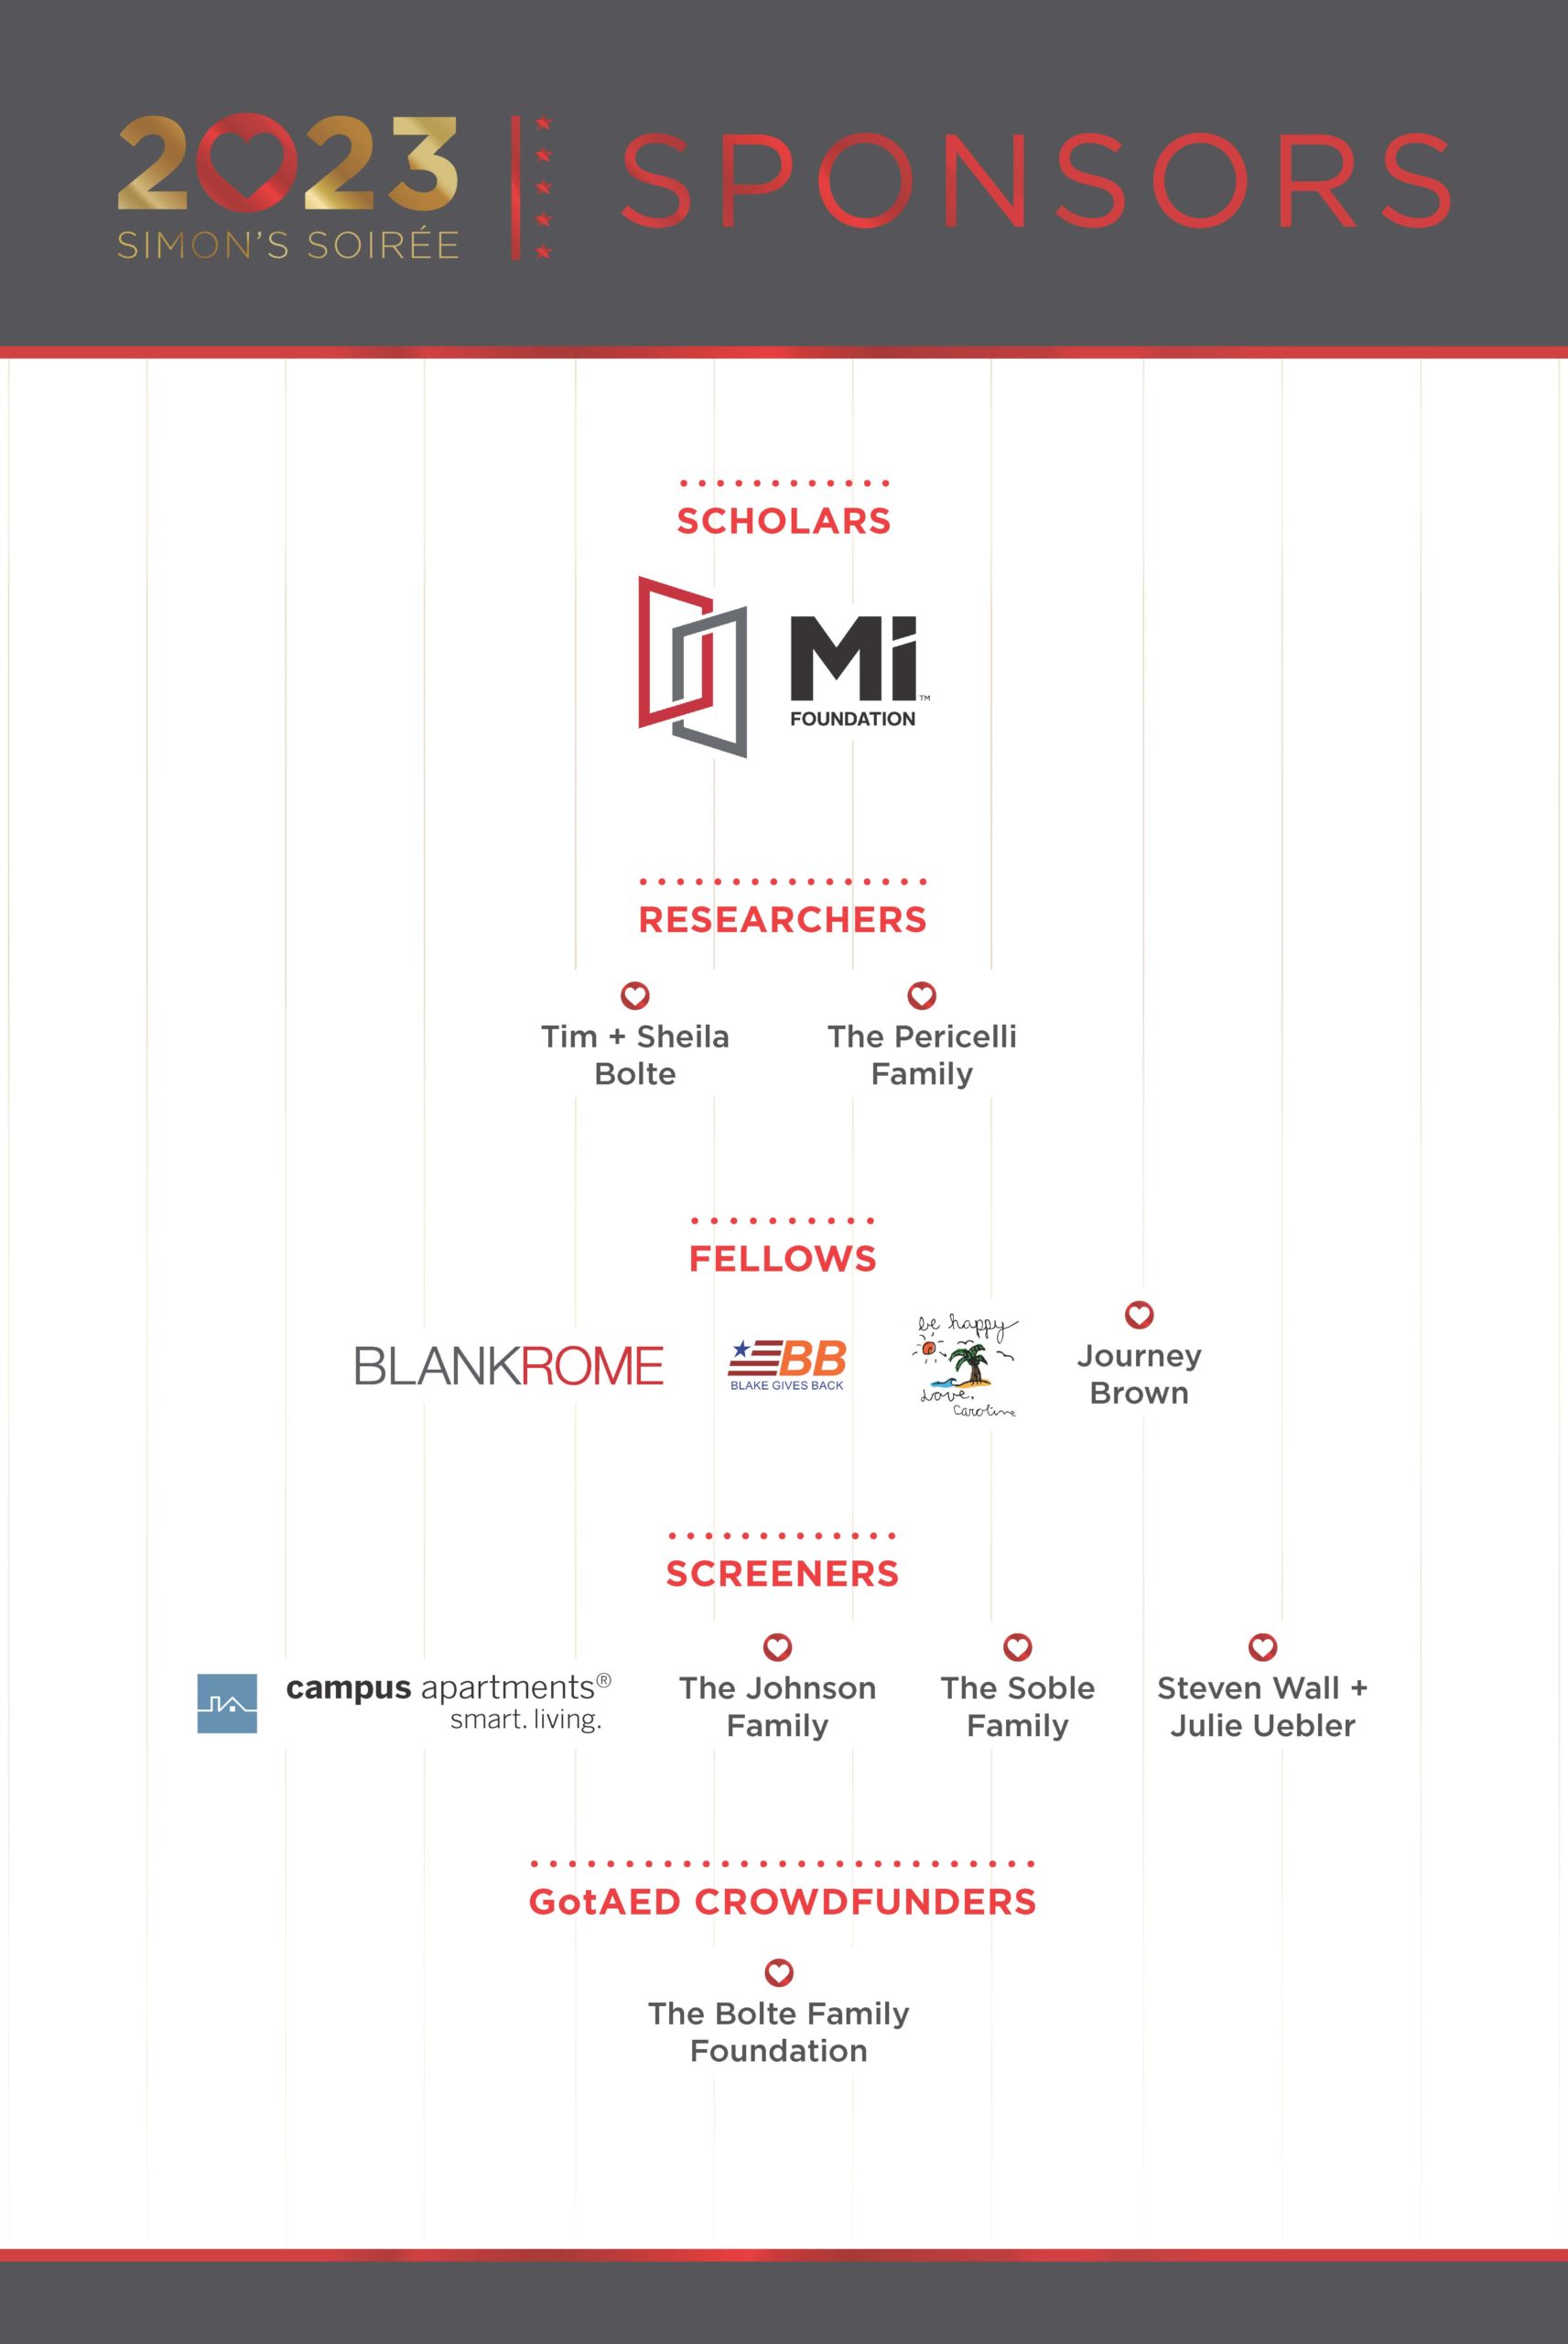 2023
SIMON'S SOIRÉE
SPONSORS
SCHOLARS
Mi™
FOUNDATION
RESEARCHERS
Tim + Sheila
Bolte
The Pericelli
Family
FELLOWS
BLANKROME
BB
BLAKE GIVES BACK
be happy
Love,
Caroline
Journey
Brown
SCREENERS
campus apartments®
smart. living.
The Johnson
Family
The Soble
Family
Steven Wall +
Julie Uebler
GotAED CROWDFUNDERS
The Bolte Family
Foundation